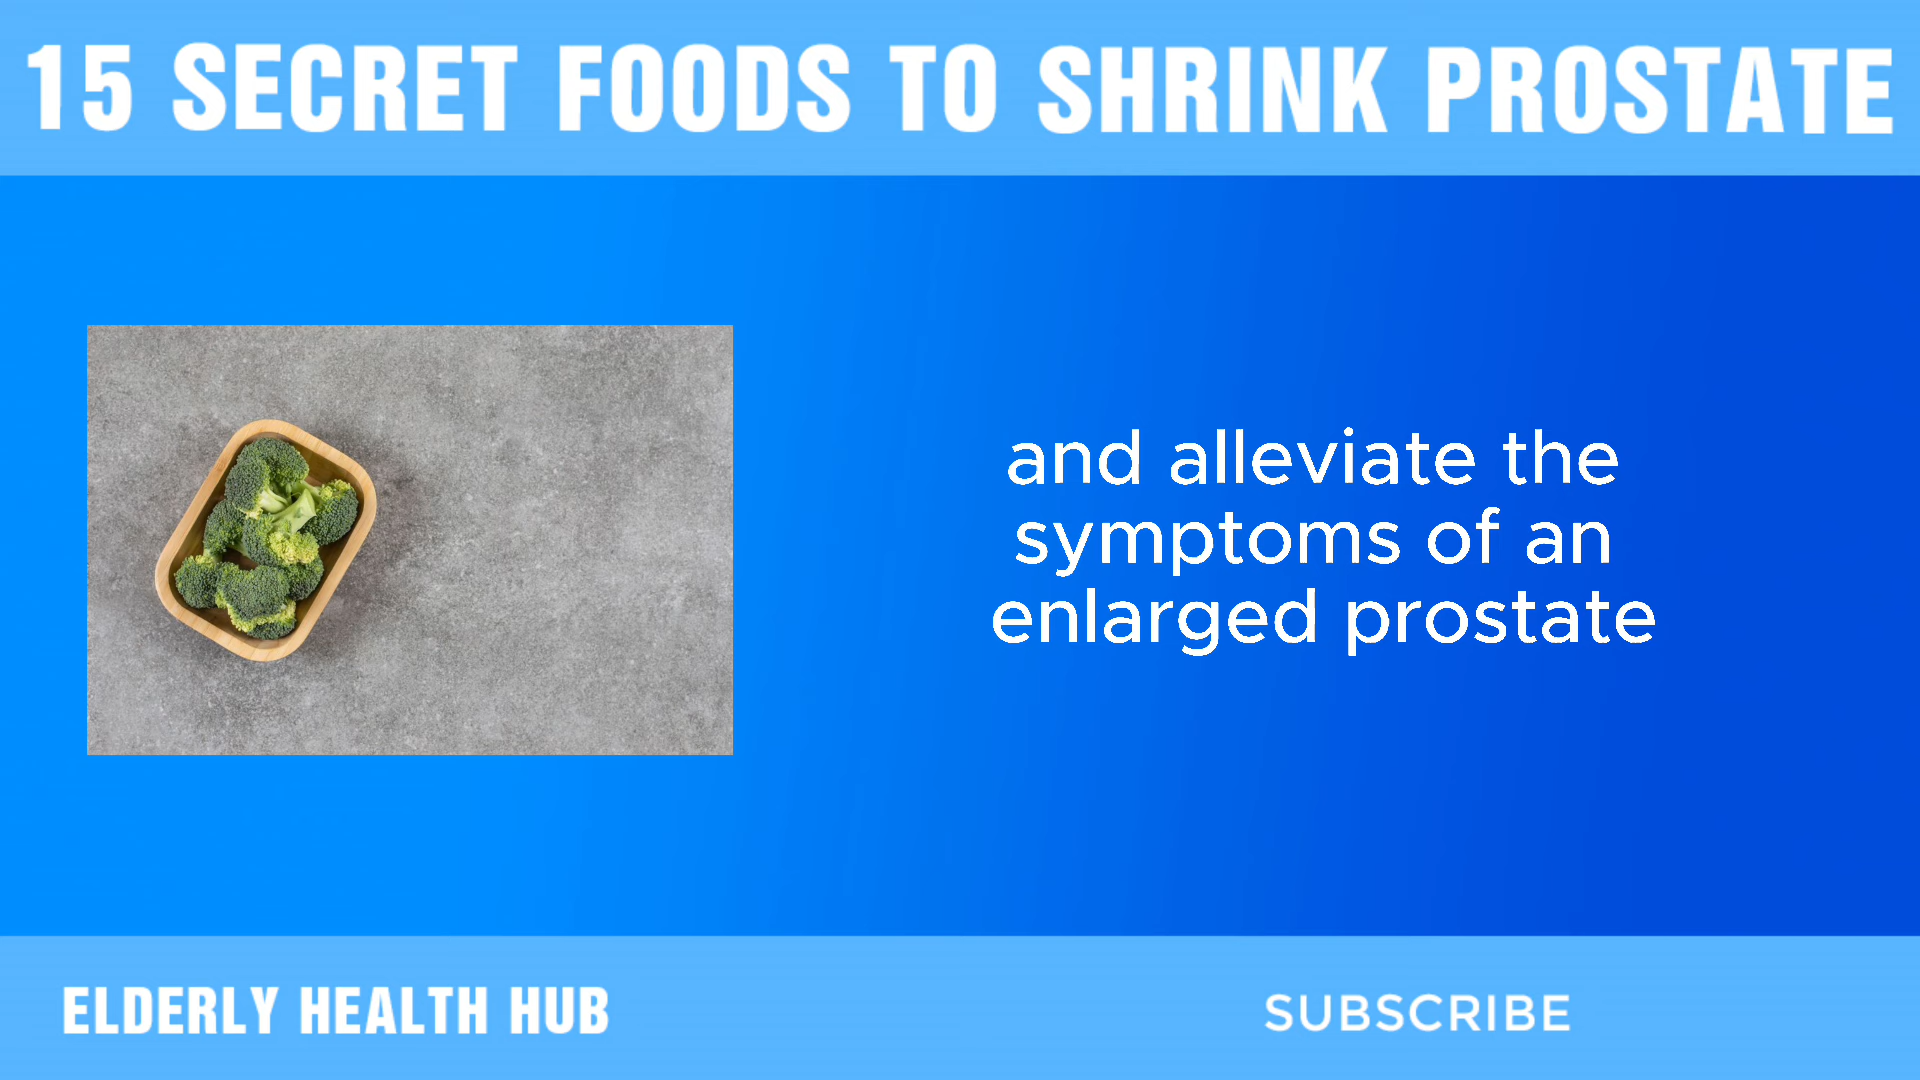 15 SECRET FOODS TO SHRINK PROSTATE
and alleviate the
symptoms of an
enlarged prostate
ELDERLY HEALTH HUB
SUBSCRIBE